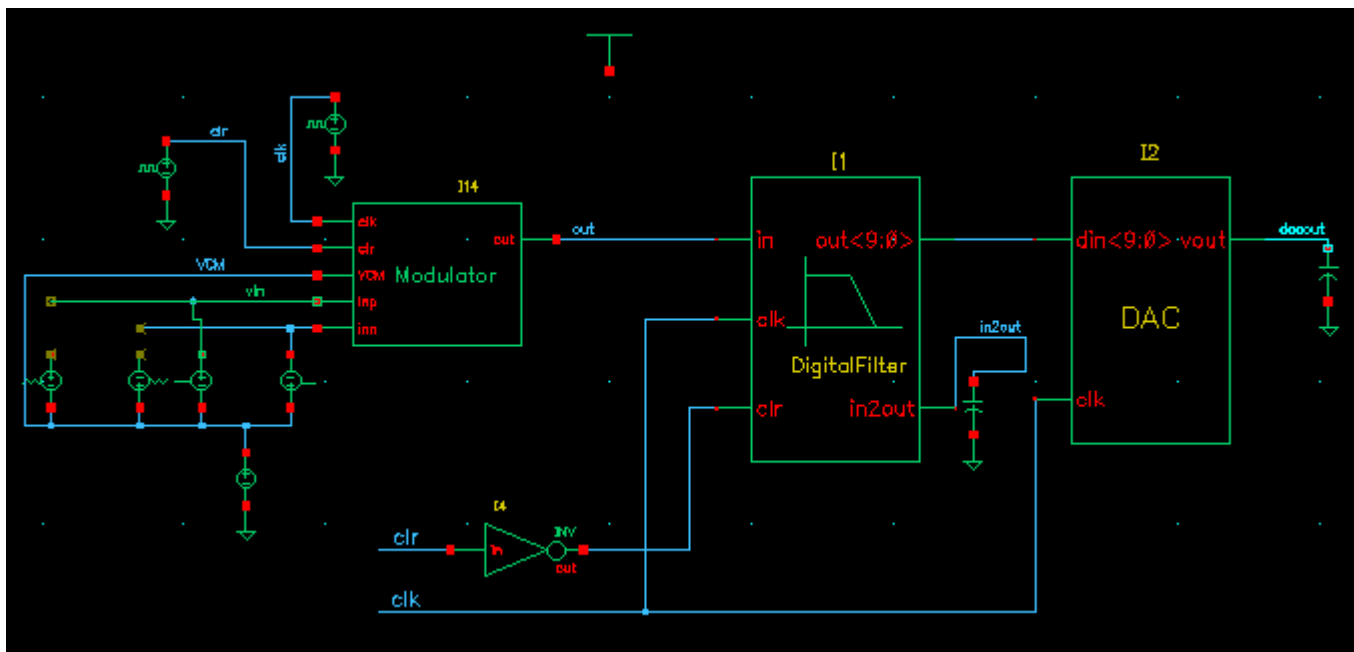 clr
clk
I14
clk
clr
VCM
inp
inn
Modulator
out
VCM
vin
out
I1
in
out<9:0>
clk
DigitalFilter
clr
in2out
in2out
I2
din<9:0>
vout
DAC
clk
I4
INV
in
out
clr
clk